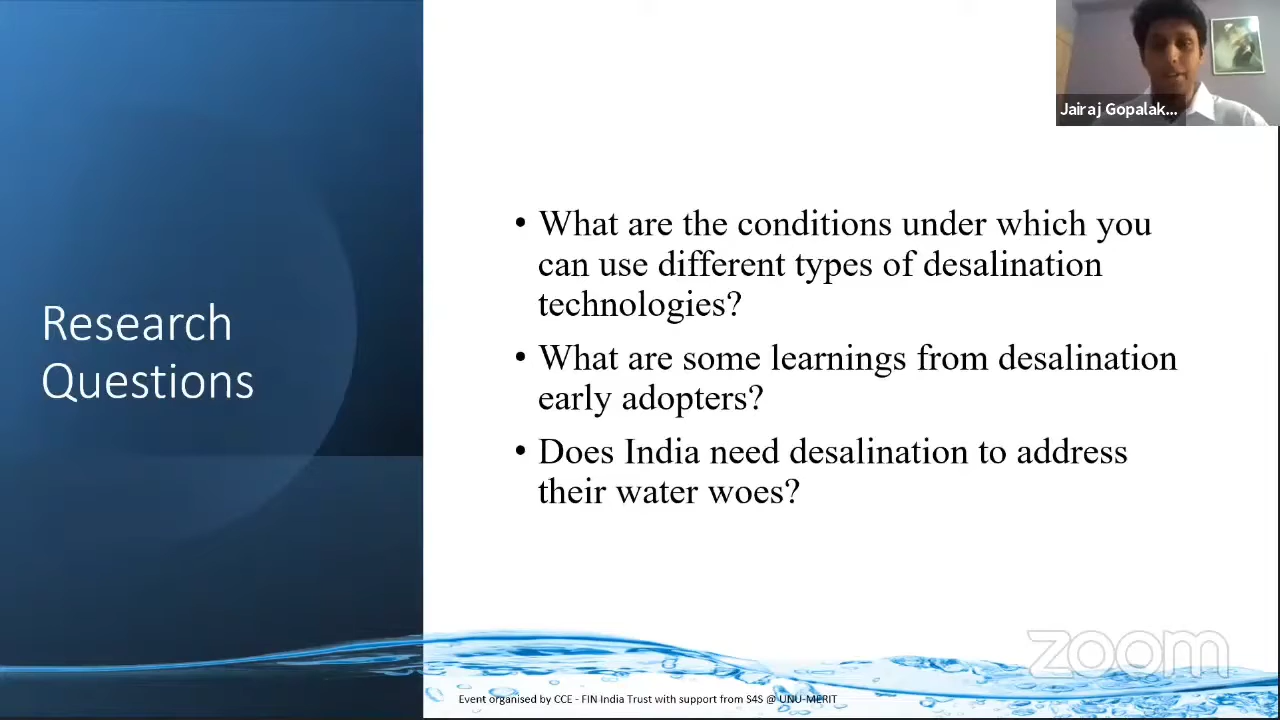 Jairaj Gopalak...
Research
Questions
• What are the conditions under which you
can use different types of desalination
technologies?
• What are some learnings from desalination
early adopters?
• Does India need desalination to address
their water woes?
zoom
Event organised by CCE - FIN India Trust with support from S4S @ UNU-MERIT